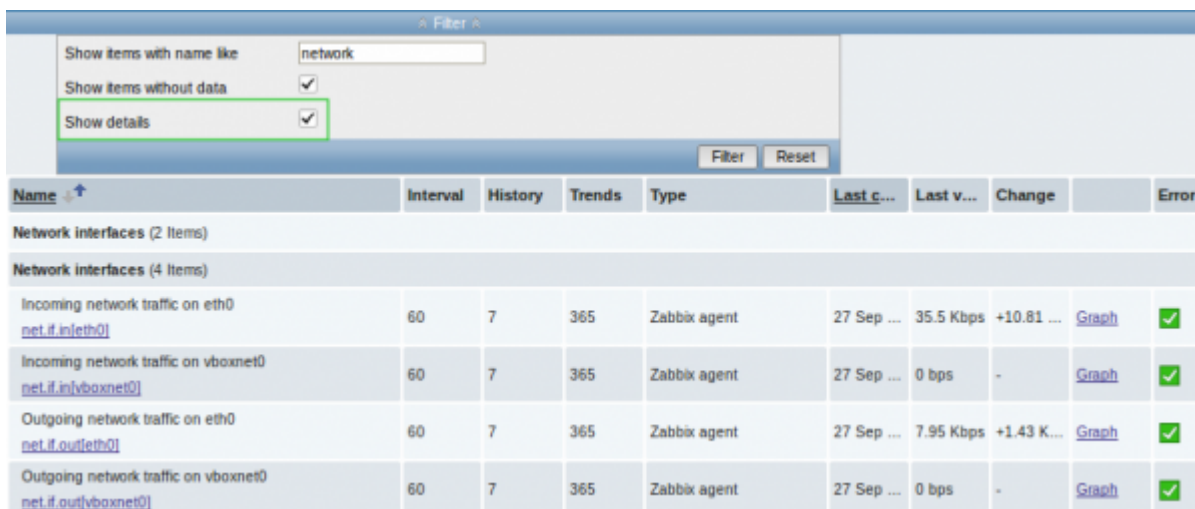 Filter
Show items with name like network
Show items without data
Show details
Filter Reset
Name Interval History Trends Type Last c... Last v... Change Error
Network interfaces (2 Items)
Network interfaces (4 Items)
Incoming network traffic on eth0
net.if.in[eth0]
60 7 365 Zabbix agent 27 Sep ... 35.5 Kbps +10.81 ... Graph
Incoming network traffic on vboxnet0
net.if.in[vboxnet0]
60 7 365 Zabbix agent 27 Sep ... 0 bps - Graph
Outgoing network traffic on eth0
net.if.out[eth0]
60 7 365 Zabbix agent 27 Sep ... 7.95 Kbps +1.43 K... Graph
Outgoing network traffic on vboxnet0
net.if.out[vboxnet0]
60 7 365 Zabbix agent 27 Sep ... 0 bps - Graph